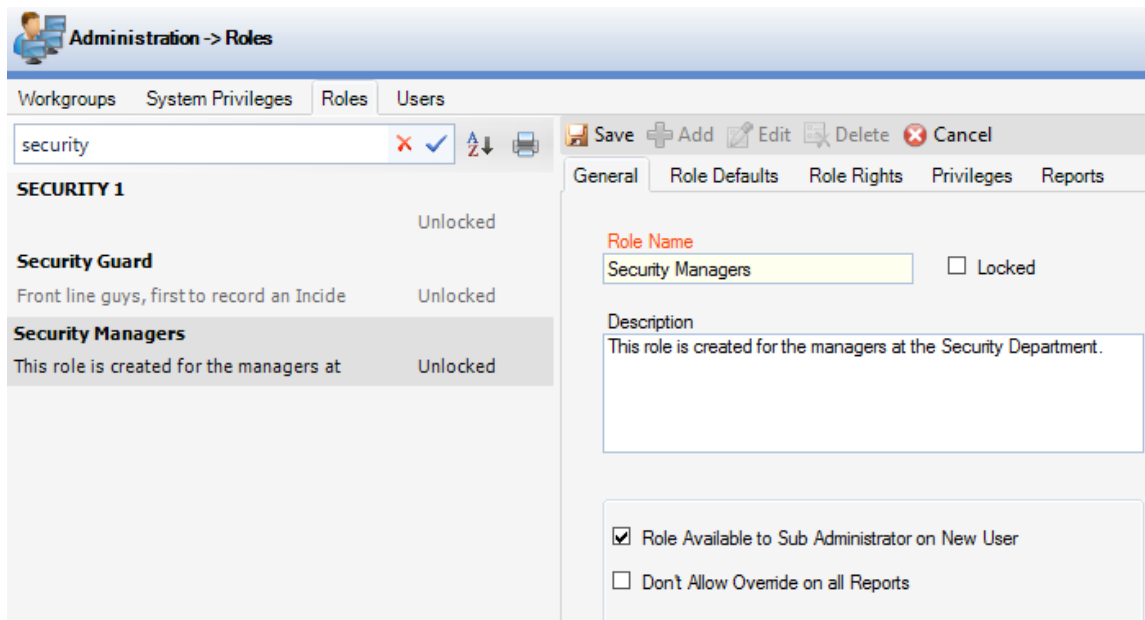 Administration -> Roles
Workgroups System Privileges Roles Users
security
Save Add Edit Delete Cancel
General Role Defaults Role Rights Privileges Reports
SECURITY 1
Unlocked
Security Guard
Front line guys, first to record an Incide Unlocked
Security Managers
This role is created for the managers at Unlocked
Role Name
Security Managers Locked
Description
This role is created for the managers at the Security Department.
Role Available to Sub Administrator on New User
Don't Allow Override on all Reports